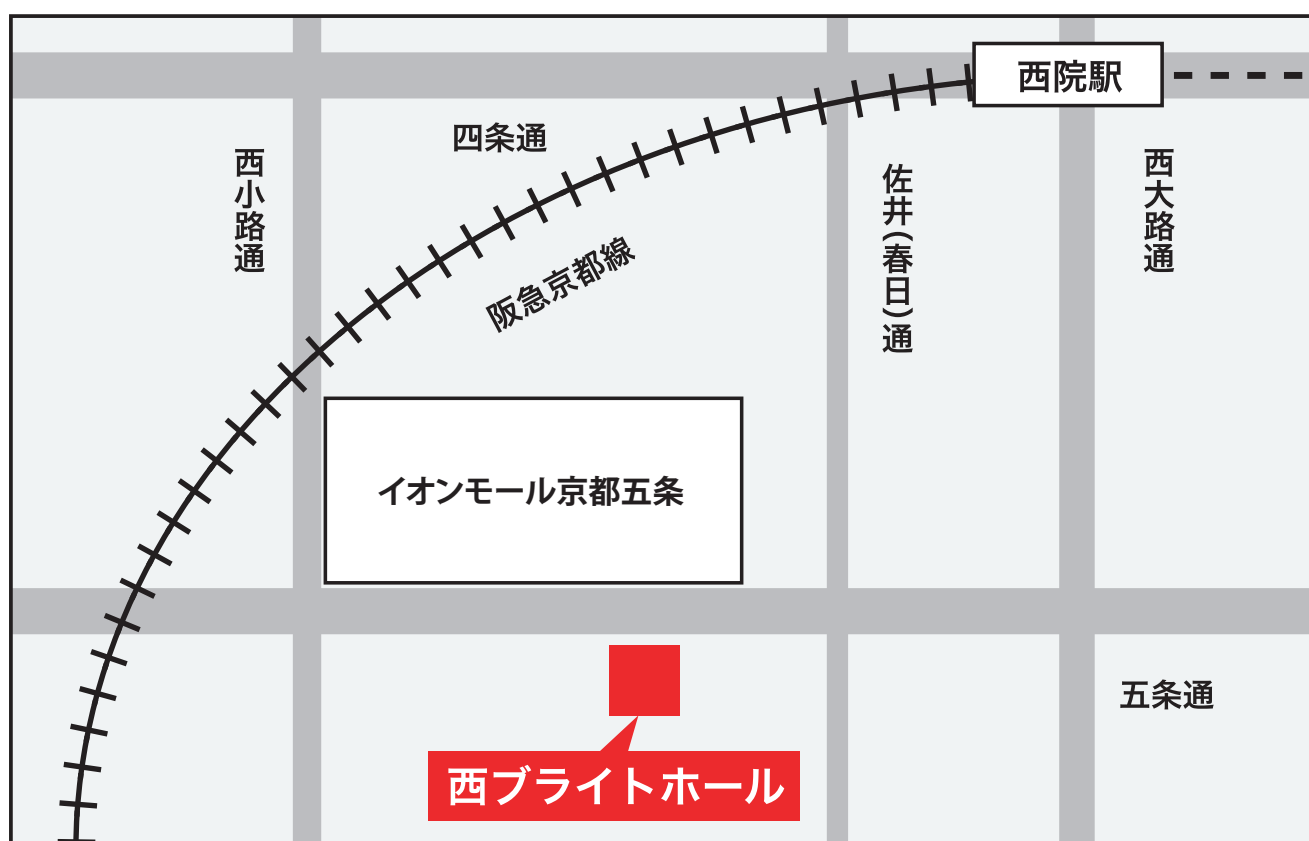 西院駅
四条通
西小路通
佐井(春日)通
西大路通
阪急京都線
イオンモール京都五条
五条通
西ブライトホール